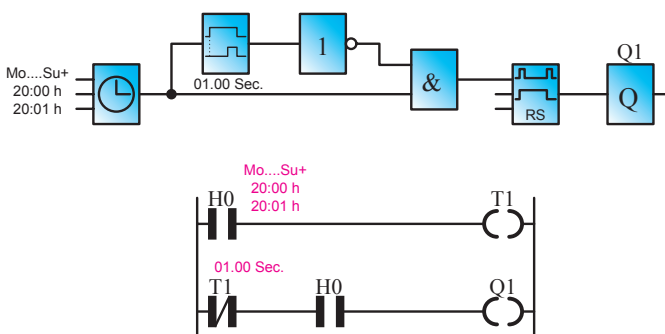 Mo....Su+
20:00 h
20:01 h
01.00 Sec.
1
&
RS
Q1
Q
Mo....Su+
20:00 h
20:01 h
H0
T1
01.00 Sec.
T1
H0
Q1